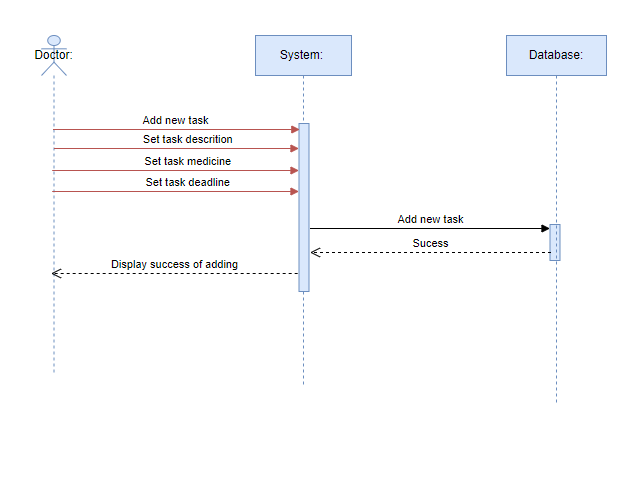 Doctor:
System:
Database:
Add new task
Set task descrition
Set task medicine
Set task deadline
Add new task
Sucess
Display success of adding